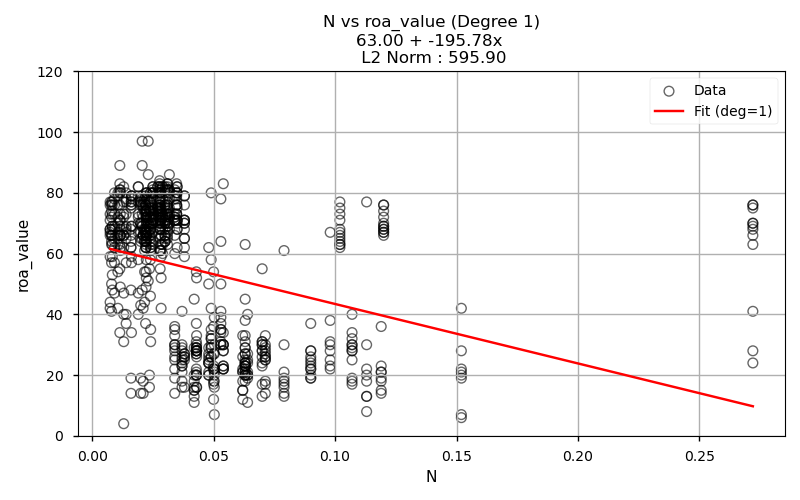 N vs roa_value (Degree 1)
63.00 + -195.78x
L2 Norm : 595.90
Data
Fit (deg=1)
120
100
80
60
40
20
0
roa_value
0.00
0.05
0.10
0.15
0.20
0.25
N